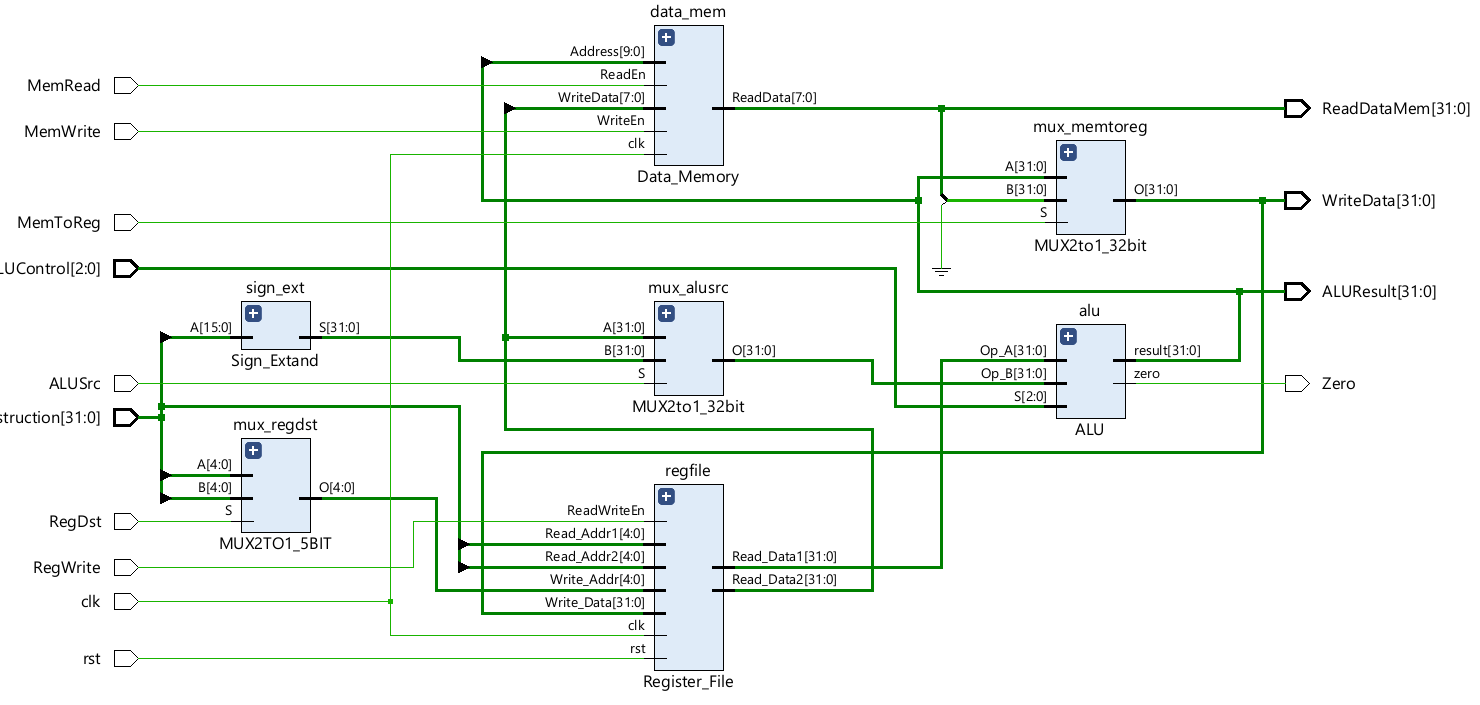 data_mem
Address[9:0]
ReadEn
WriteData[7:0]
WriteEn
clk
ReadData[7:0]
Data_Memory
MemRead
MemWrite
MemToReg
LUControl[2:0]
ReadDataMem[31:0]
mux_memtoreg
A[31:0]
B[31:0]
S
O[31:0]
MUX2to1_32bit
WriteData[31:0]
ALUResult[31:0]
sign_ext
A[15:0]
S[31:0]
Sign_Extand
mux_alusrc
A[31:0]
B[31:0]
S
O[31:0]
MUX2to1_32bit
alu
Op_A[31:0]
Op_B[31:0]
S[2:0]
result[31:0]
zero
ALU
Zero
ALUSrc
struction[31:0]
mux_regdst
A[4:0]
B[4:0]
S
O[4:0]
MUX2TO1_5BIT
RegDst
RegWrite
clk
rst
regfile
ReadWriteEn
Read_Addr1[4:0]
Read_Addr2[4:0]
Write_Addr[4:0]
Write_Data[31:0]
clk
rst
Read_Data1[31:0]
Read_Data2[31:0]
Register_File